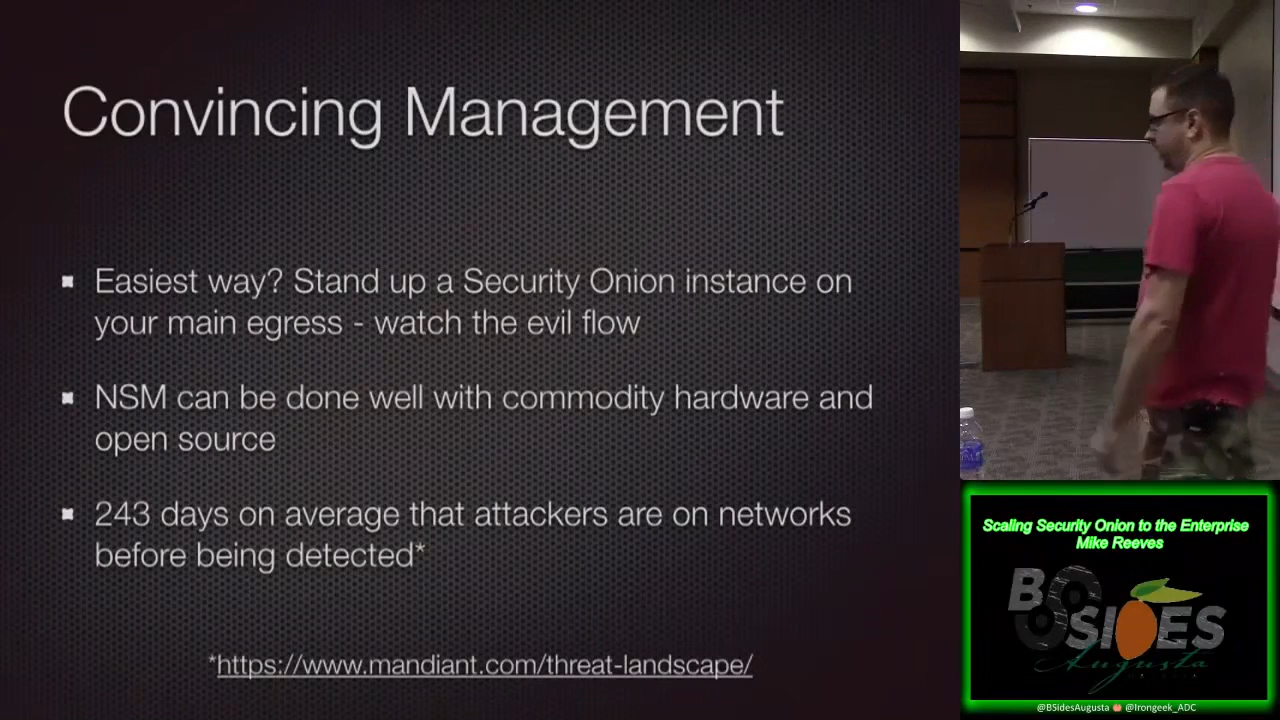 Convincing Management
Easiest way? Stand up a Security Onion instance on
your main egress - watch the evil flow
NSM can be done well with commodity hardware and
open source
243 days on average that attackers are on networks
before being detected*
*https://www.mandiant.com/threat-landscape/
Scaling Security Onion to the Enterprise
Mike Reeves
BSIDES
Augusta
@BSidesAugusta @Irongeek_ADC